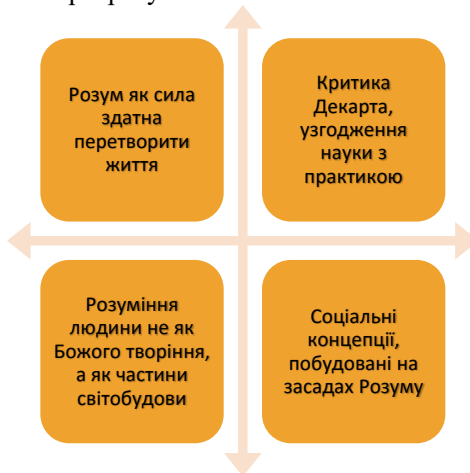 Розум як сила
здатна
перетворити
життя
Критика
Декарта,
узгодження
науки з
практикою
Розуміння
людини не як
Божого творіння,
а як частини
світобудови
Соціальні
концепції,
побудовані на
засадах Розуму